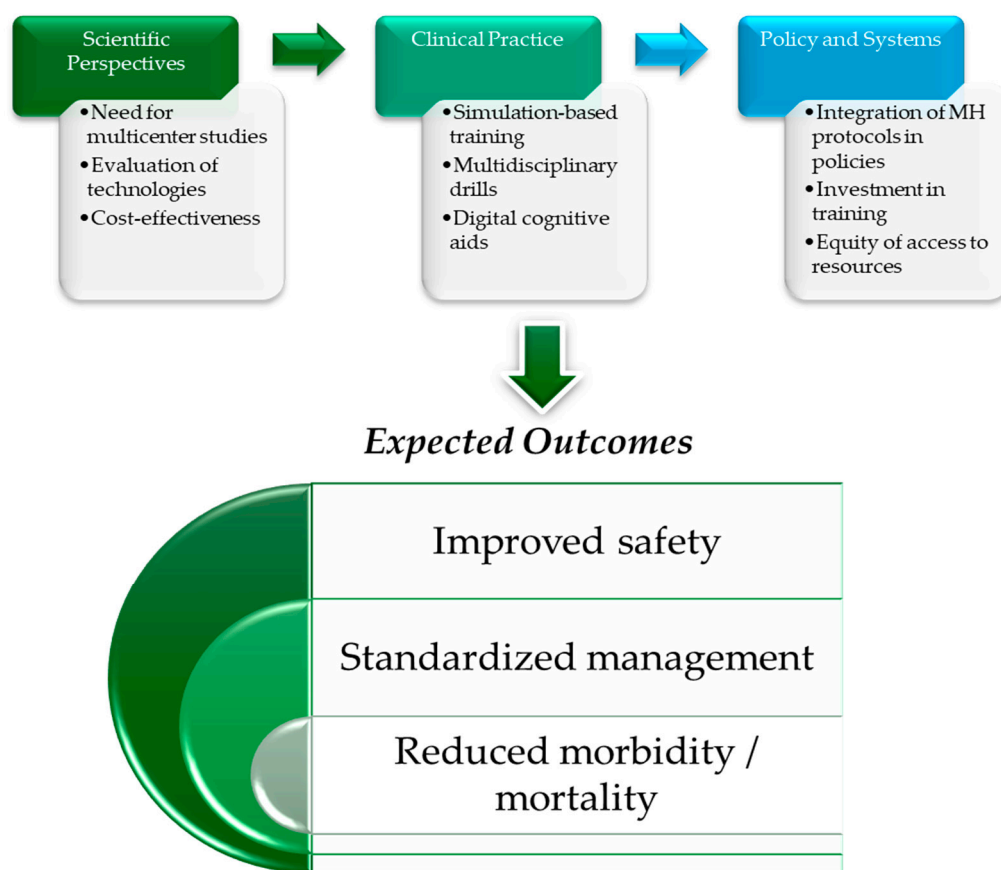 Scientific
Perspectives
•Need for
multicenter studies
•Evaluation of
technologies
•Cost-effectiveness
Clinical Practice
•Simulation-based
training
•Multidisciplinary
drills
•Digital cognitive
aids
Policy and Systems
•Integration of MH
protocols in
policies
•Investment in
training
•Equity of access to
resources
Expected Outcomes
Improved safety
Standardized management
Reduced morbidity /
mortality